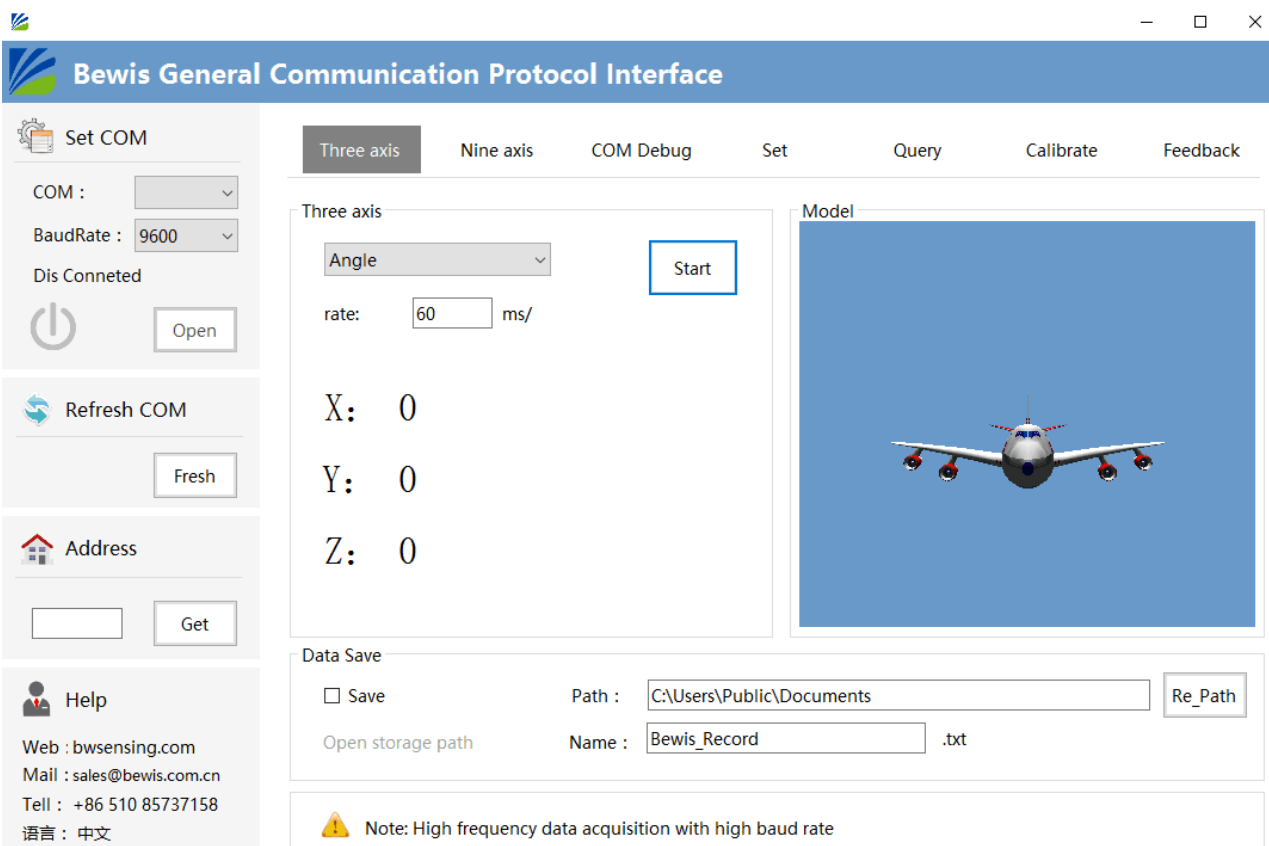 Bewis General Communication Protocol Interface
Set COM
COM :
BaudRate : 9600
Dis Conneted
Open
Refresh COM
Fresh
Address
Get
Help
Web : bwsensing.com
Mail : sales@bewis.com.cn
Tell : +86 510 85737158
语言： 中文
Three axis Nine axis COM Debug Set Query Calibrate Feedback
Three axis
Angle
Start
rate: 60 ms/
X: 0
Y: 0
Z: 0
Model
Data Save
Save Path : C:\Users\Public\Documents Re_Path
Open storage path Name : Bewis_Record .txt
Note: High frequency data acquisition with high baud rate